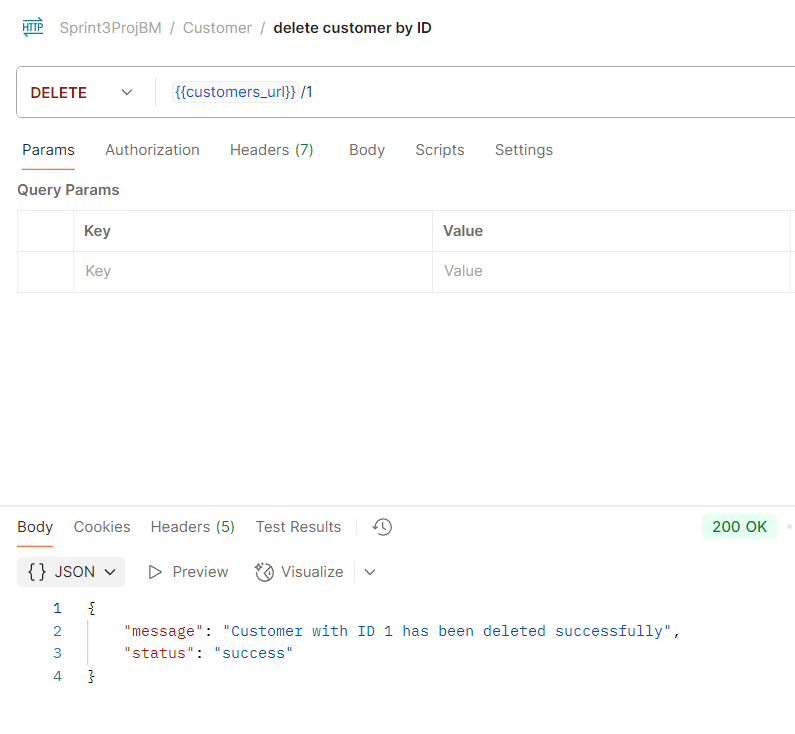 HTTP Sprint3ProjBM / Customer / delete customer by ID
DELETE {{customers_url}} /1
Params Authorization Headers (7) Body Scripts Settings
Query Params
Key Value
Key Value
Body Cookies Headers (5) Test Results 200 OK
{} JSON Preview Visualize
1 {
2 "message": "Customer with ID 1 has been deleted successfully",
3 "status": "success"
4 }